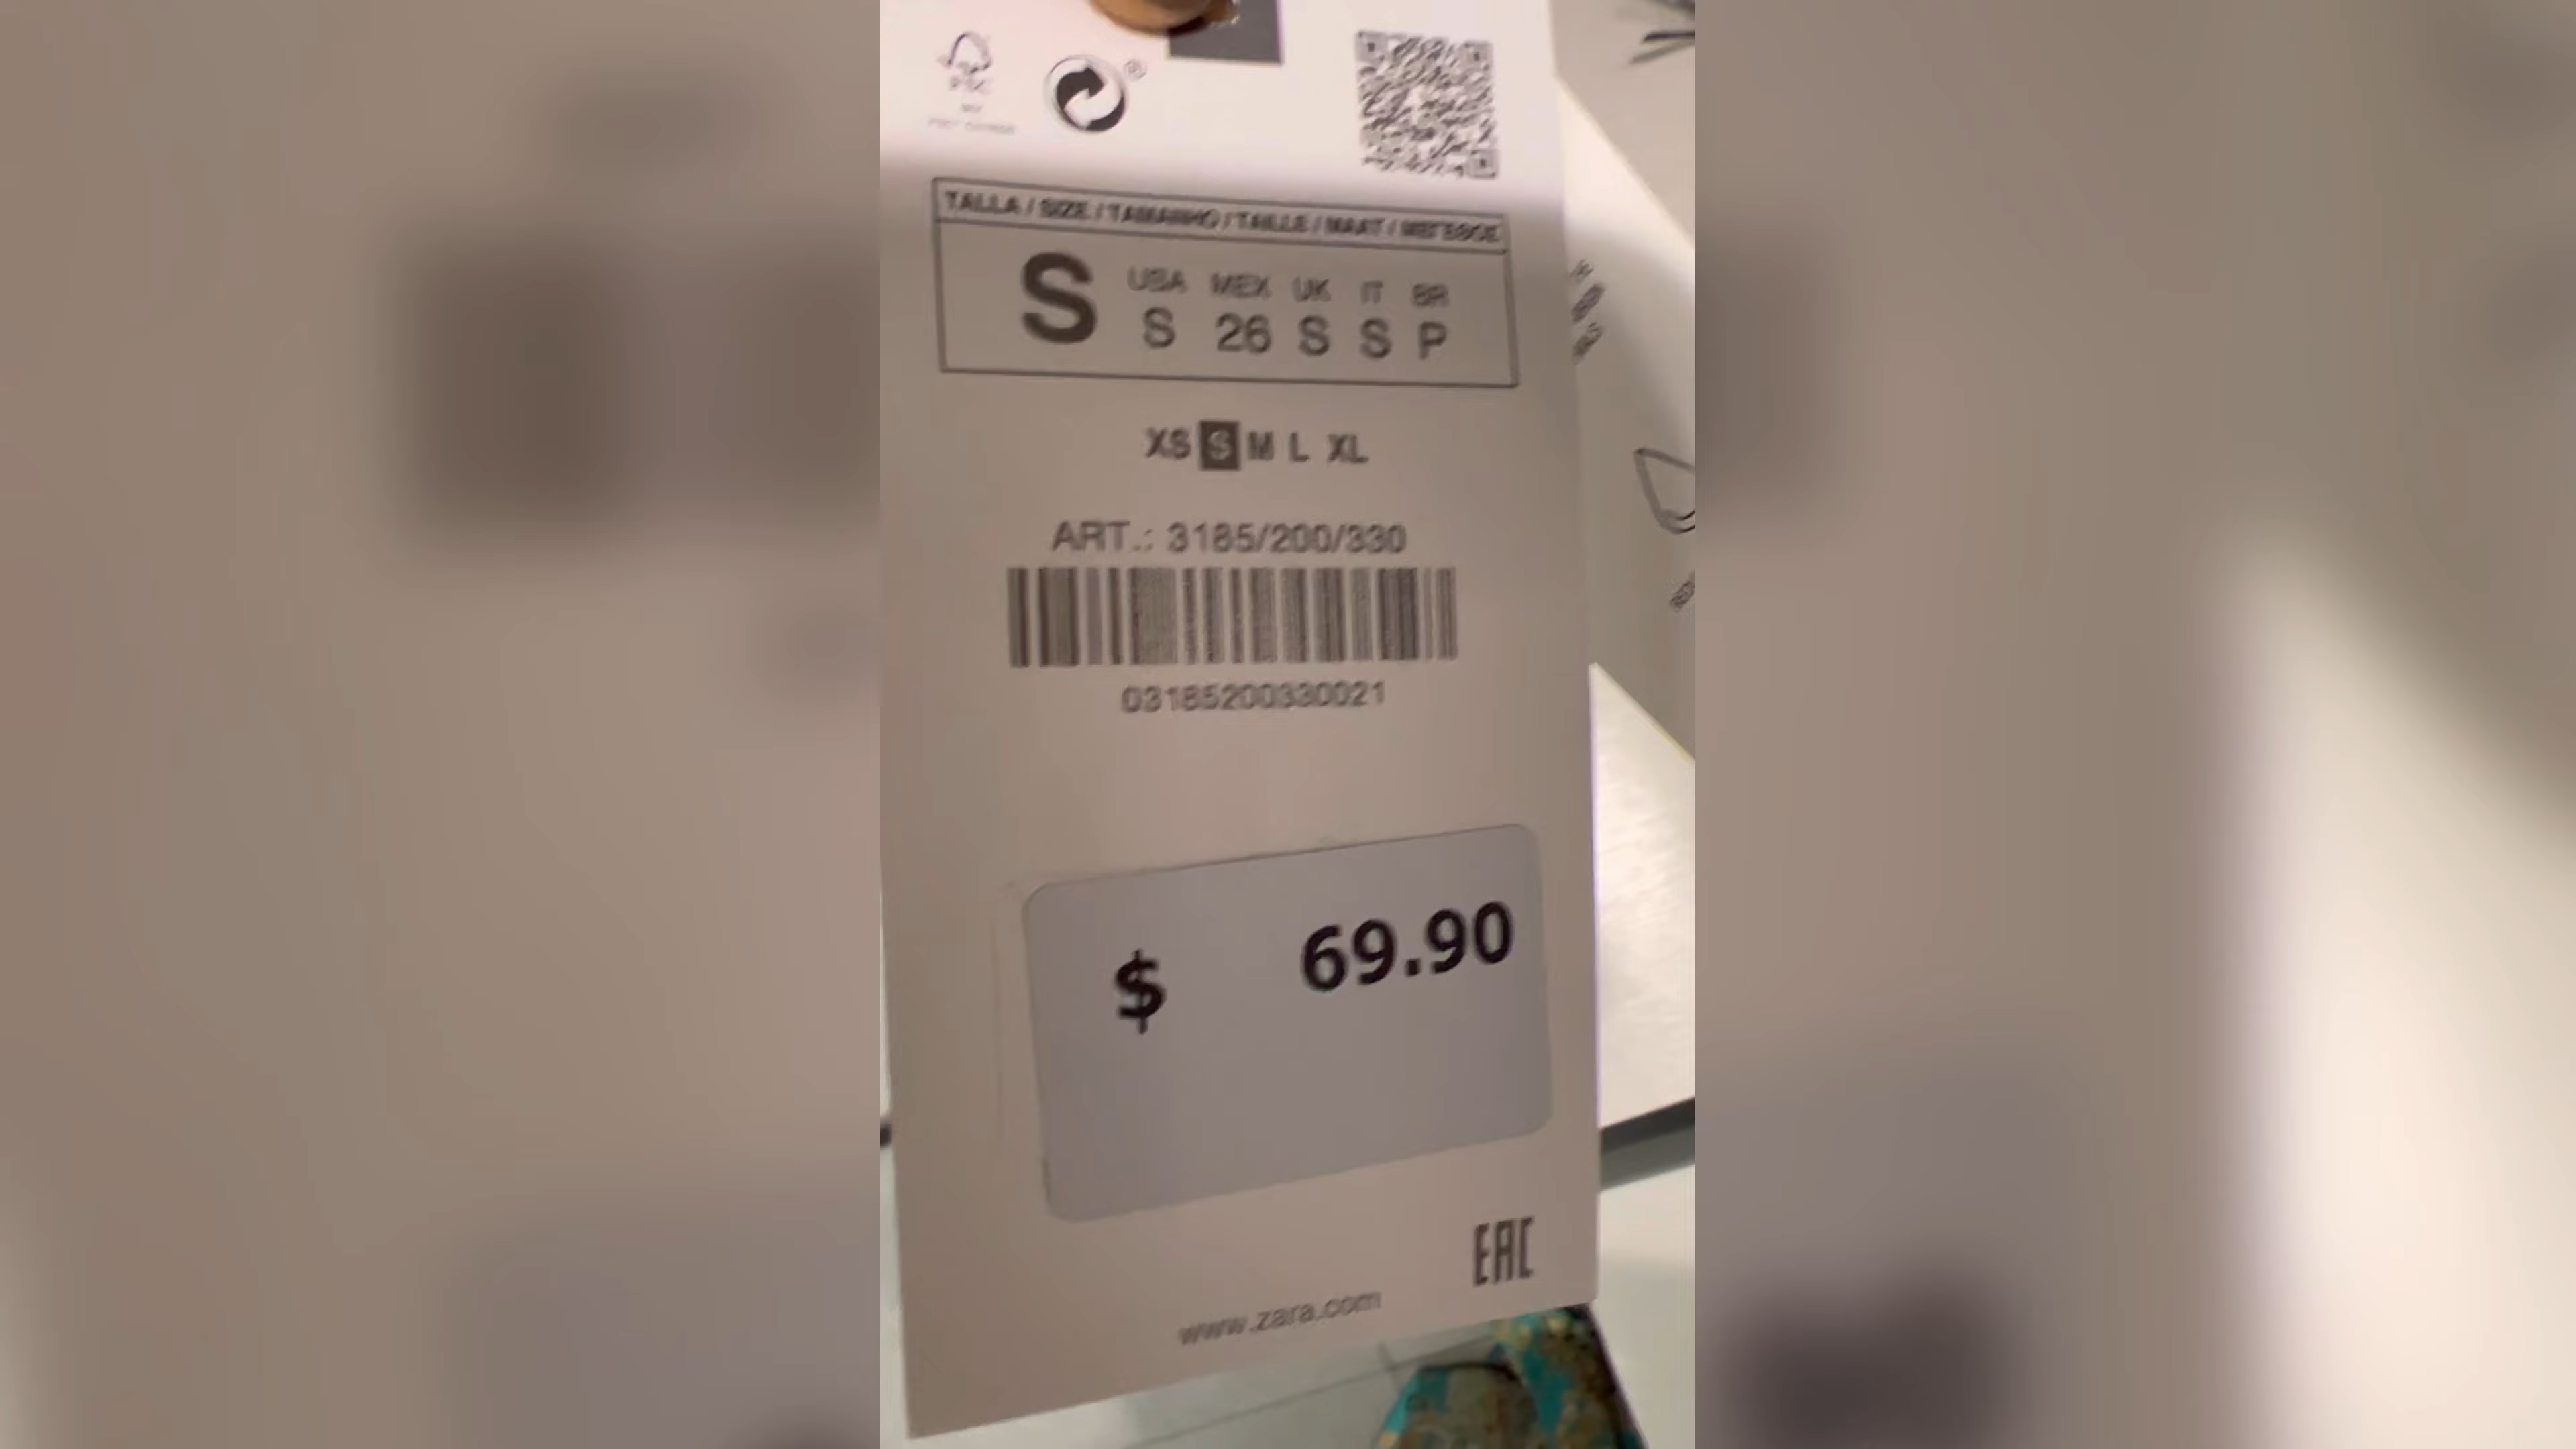 FSC
®
TALLA / SIZE / TAMANHO / TAILLE / MAAT /
USA MEX UK IT BR
S S 26 S S P
XS S M L XL
ART.: 3185/200/330
03185200330021
$ 69.90
EAC
www.zara.com